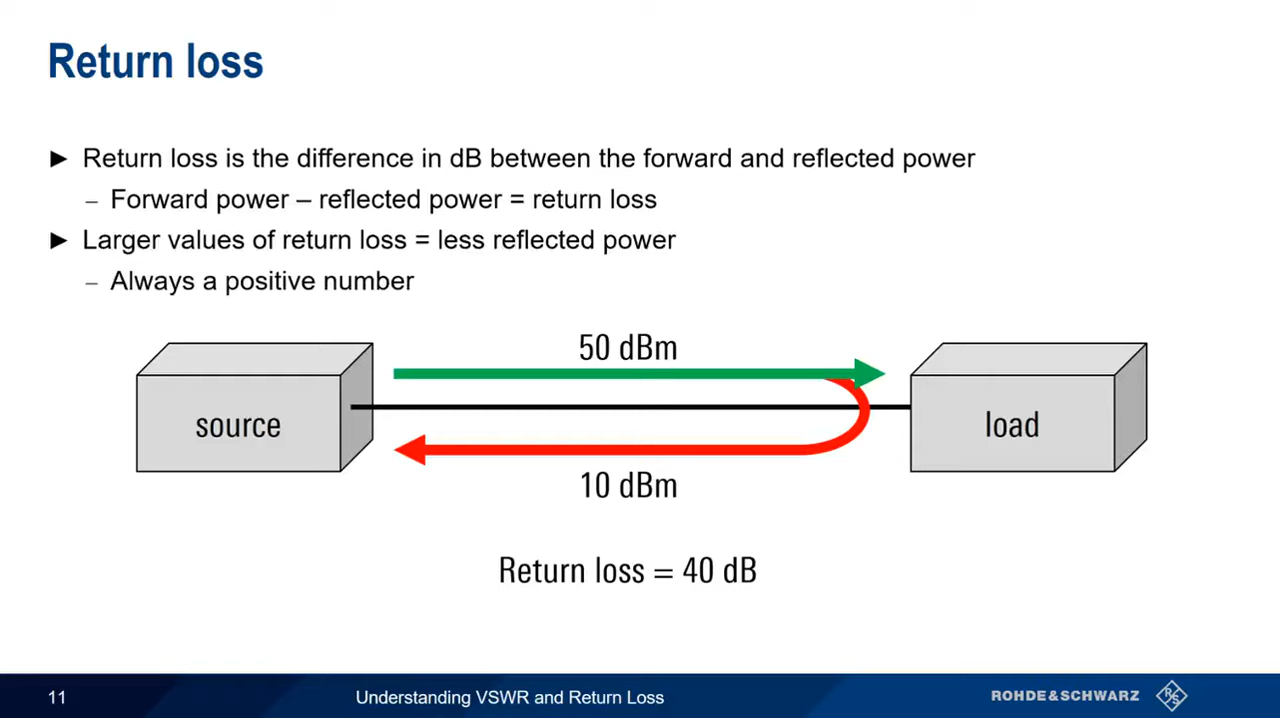 Return loss
► Return loss is the difference in dB between the forward and reflected power
– Forward power – reflected power = return loss
► Larger values of return loss = less reflected power
– Always a positive number
50 dBm
source
load
10 dBm
Return loss = 40 dB
11
Understanding VSWR and Return Loss
ROHDE&SCHWARZ
R&S